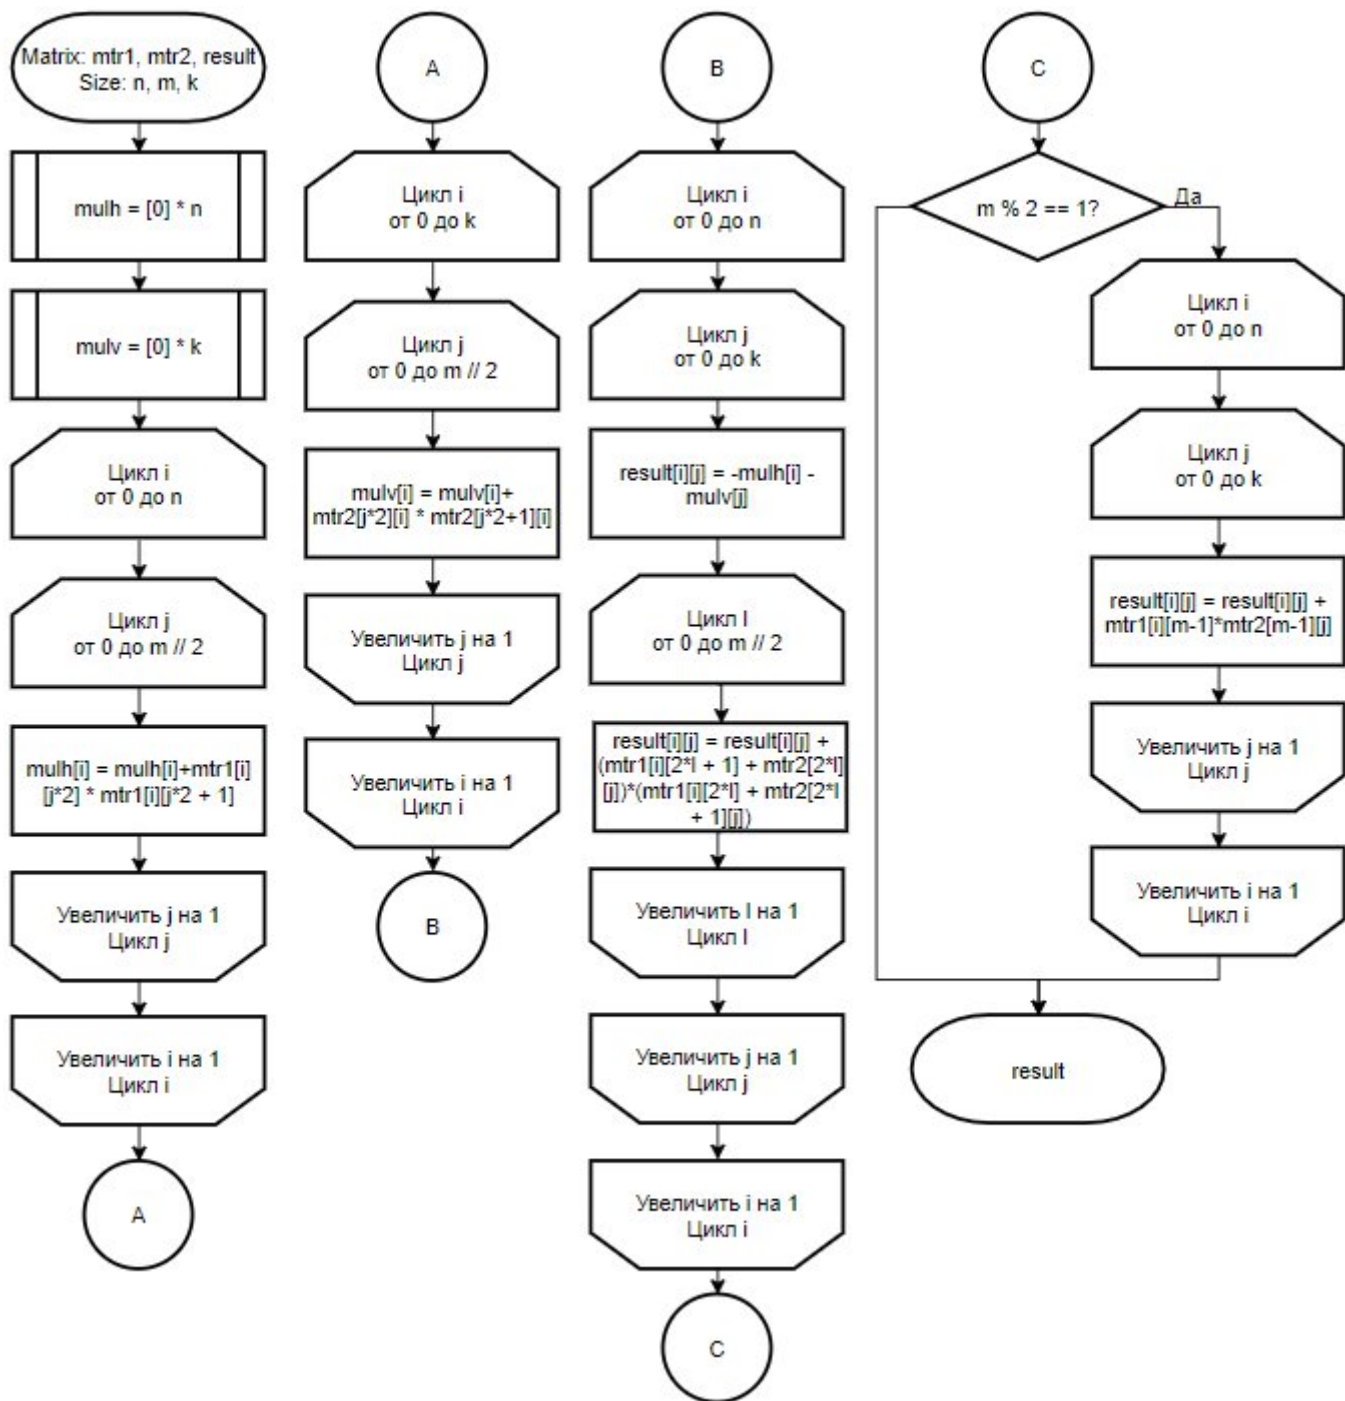 Matrix: mtr1, mtr2, result
Size: n, m, k
mulh = [0] * n
mulv = [0] * k
Цикл i
от 0 до n
Цикл j
от 0 до m // 2
mulh[i] = mulh[i]+mtr1[i]
[j*2] * mtr1[i][j*2 + 1]
Увеличить j на 1
Цикл j
Увеличить i на 1
Цикл i
A
A
Цикл i
от 0 до k
Цикл j
от 0 до m // 2
mulv[i] = mulv[i]+
mtr2[j*2][i] * mtr2[j*2+1][i]
Увеличить j на 1
Цикл j
Увеличить i на 1
Цикл i
B
B
Цикл i
от 0 до n
Цикл j
от 0 до k
result[i][j] = -mulh[i] -
mulv[j]
Цикл l
от 0 до m // 2
result[i][j] = result[i][j] +
(mtr1[i][2*l + 1] + mtr2[2*l]
[j])*(mtr1[i][2*l] + mtr2[2*l
+ 1][j])
Увеличить l на 1
Цикл l
Увеличить j на 1
Цикл j
Увеличить i на 1
Цикл i
C
C
m % 2 == 1?
Да
Цикл i
от 0 до n
Цикл j
от 0 до k
result[i][j] = result[i][j] +
mtr1[i][m-1]*mtr2[m-1][j]
Увеличить j на 1
Цикл j
Увеличить i на 1
Цикл i
result